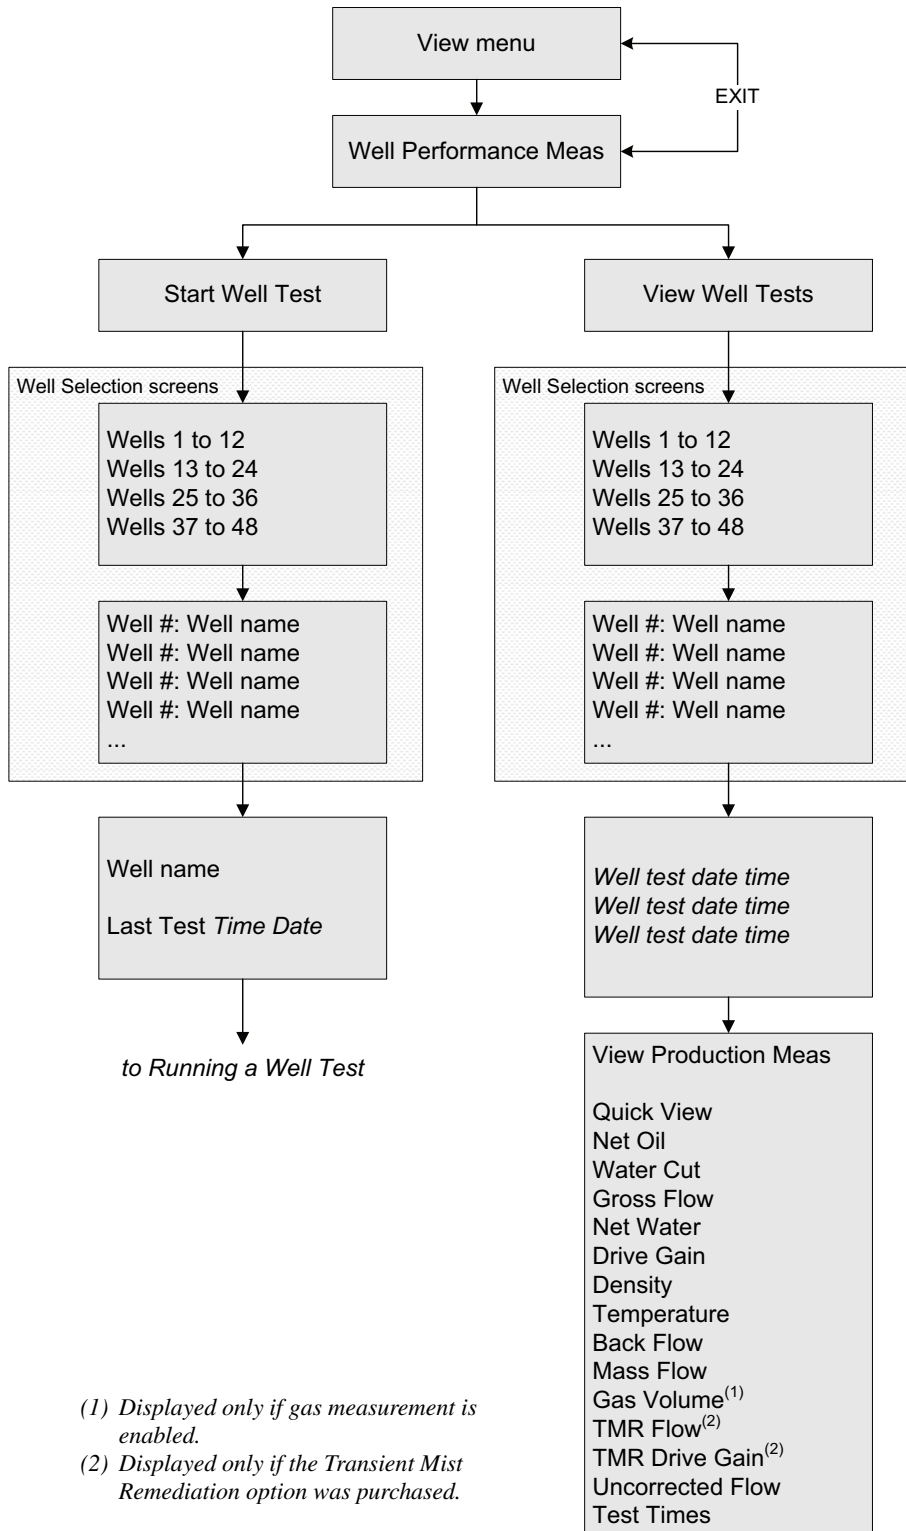 View menu
EXIT
Well Performance Meas
Start Well Test
Well Selection screens
Wells 1 to 12
Wells 13 to 24
Wells 25 to 36
Wells 37 to 48
Well #: Well name
Well #: Well name
Well #: Well name
Well #: Well name
...
Well name
Last Test Time Date
to Running a Well Test
View Well Tests
Well Selection screens
Wells 1 to 12
Wells 13 to 24
Wells 25 to 36
Wells 37 to 48
Well #: Well name
Well #: Well name
Well #: Well name
Well #: Well name
...
Well test date time
Well test date time
Well test date time
View Production Meas
Quick View
Net Oil
Water Cut
Gross Flow
Net Water
Drive Gain
Density
Temperature
Back Flow
Mass Flow
Gas Volume(1)
TMR Flow(2)
TMR Drive Gain(2)
Uncorrected Flow
Test Times
(1) Displayed only if gas measurement is
enabled.
(2) Displayed only if the Transient Mist
Remediation option was purchased.